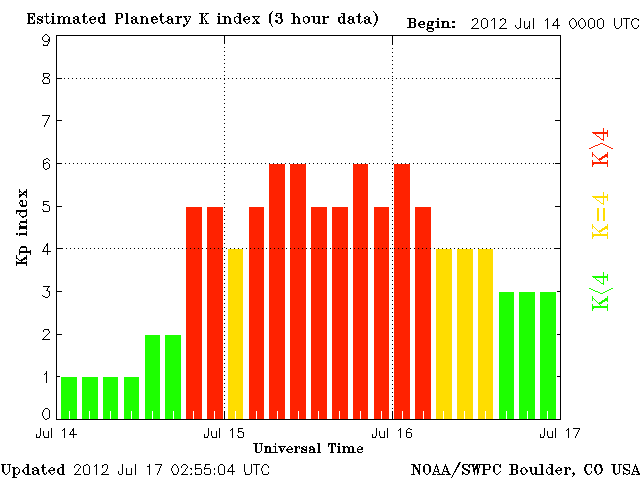 Estimated Planetary K index (3 hour data)
Begin: 2012 Jul 14 0000 UTC
9
8
7
6
5
4
3
2
1
0
Kp index
K>4
K=4
K<4
Jul 14
Jul 15
Jul 16
Jul 17
Universal Time
Updated 2012 Jul 17 02:55:04 UTC
NOAA/SWPC Boulder, CO USA